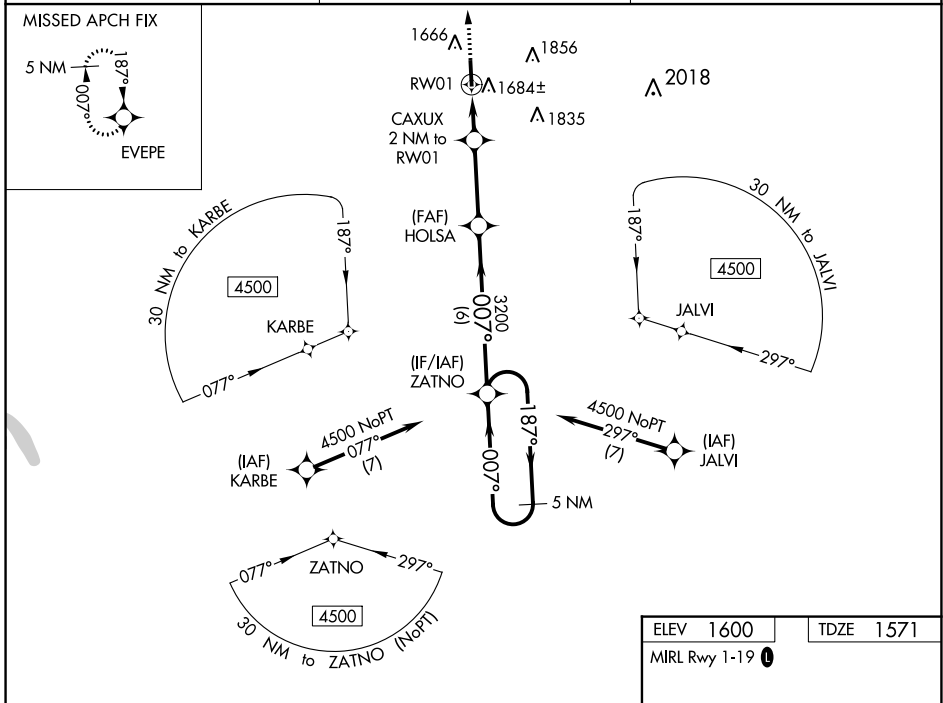 MISSED APCH FIX
5 NM
187°
007°
EVEPE
1666
1856
RW01
1684±
2018
CAXUX
2 NM to
RW01
1835
(FAF)
HOLSA
30 NM to KARBE
187°
4500
KARBE
077°
30 NM to JALVI
187°
4500
JALVI
297°
3200
007°
(6)
(IF/IAF)
ZATNO
187°
007°
5 NM
4500 NoPT
077°
(7)
(IAF)
KARBE
4500 NoPT
297°
(7)
(IAF)
JALVI
077°
297°
ZATNO
4500
30 NM to ZATNO (NoPT)
ELEV 1600
TDZE 1571
MIRL Rwy 1-19 L